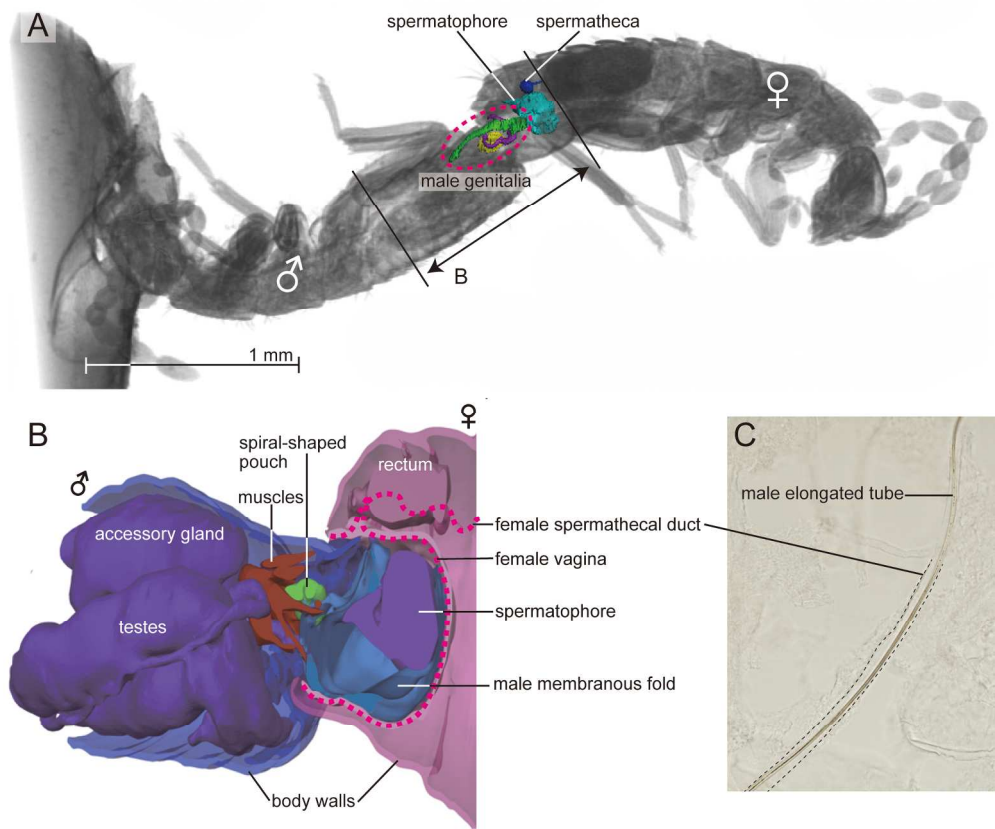 A
spermatophore
spermatheca
♀
male genitalia
♂
B
1 mm
B
♂
♀
spiral-shaped
pouch
muscles
rectum
accessory gland
testes
female spermathecal duct
female vagina
spermatophore
male membranous fold
body walls
C
male elongated tube